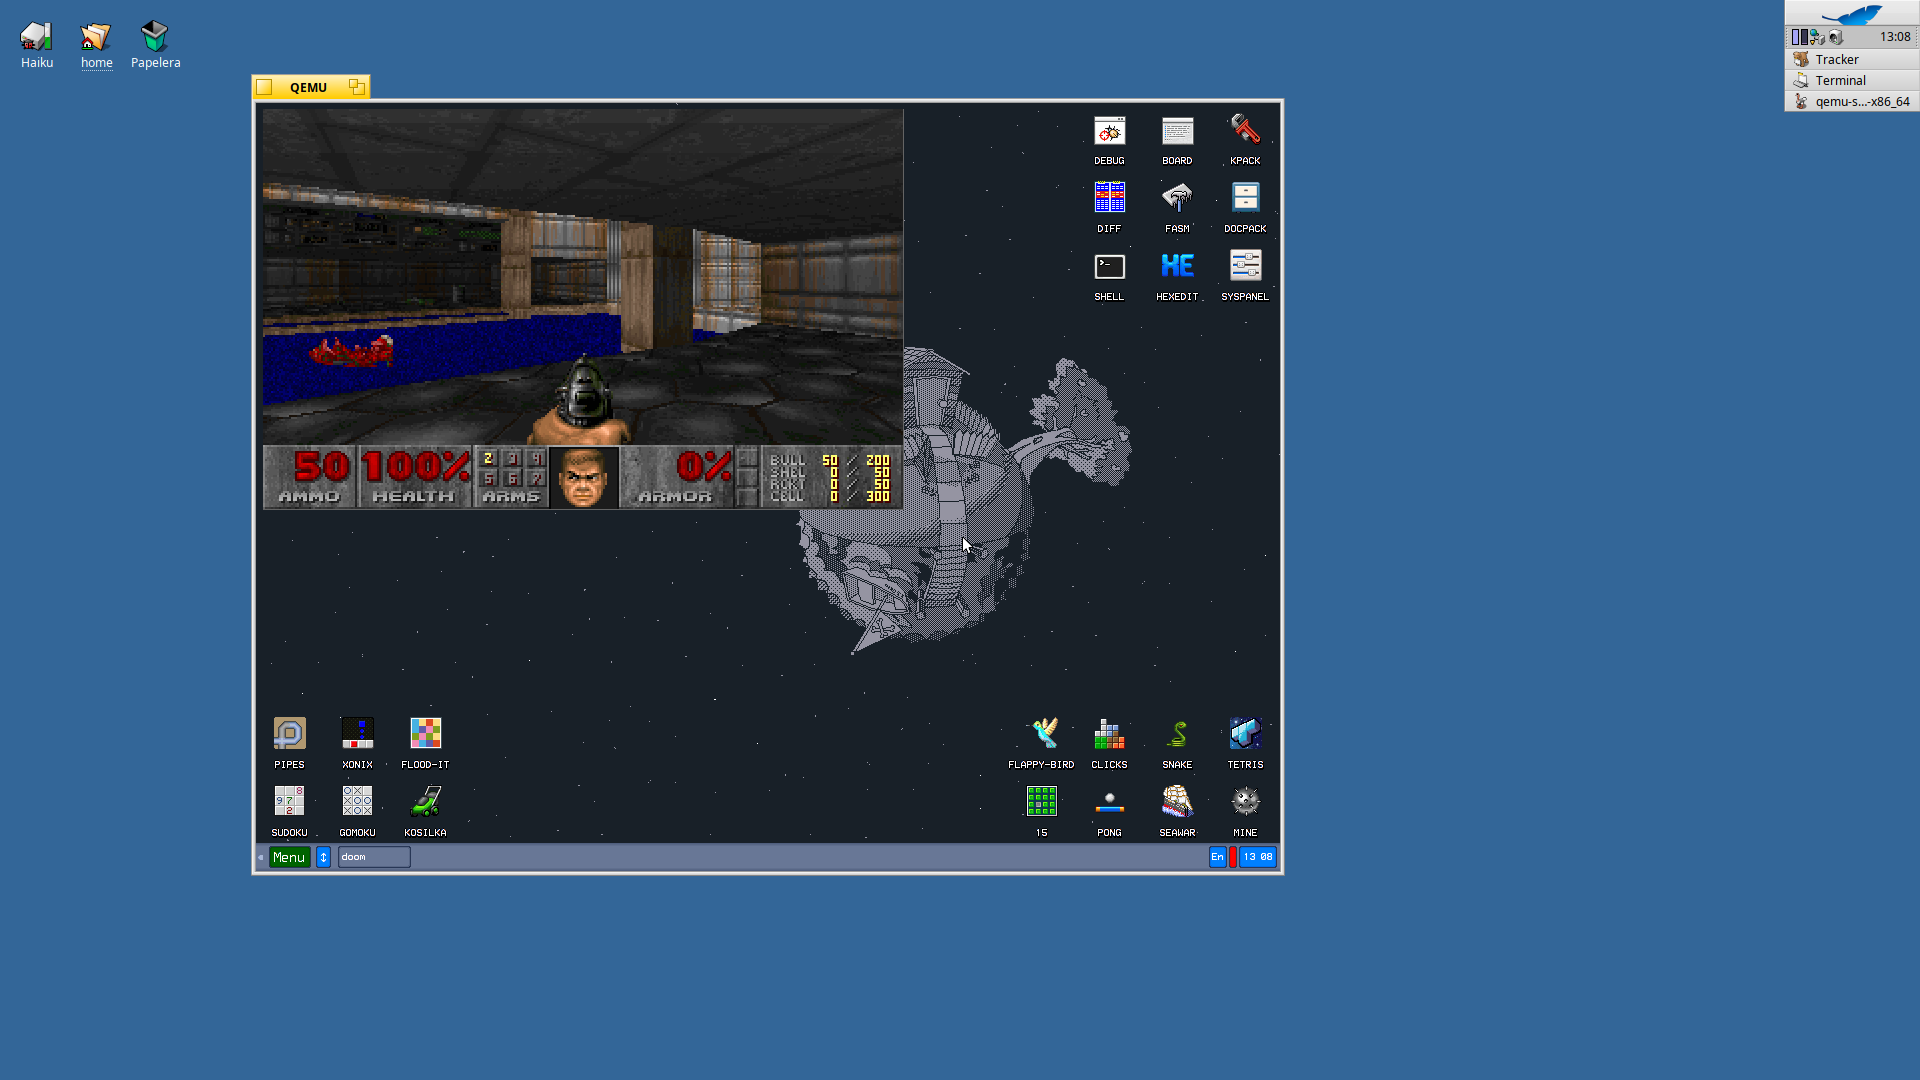 Haiku
home
Papelera
13:08
Tracker
Terminal
qemu-s...-x86_64
QEMU
DEBUG
BOARD
KPACK
DIFF
FASM
DOCPACK
SHELL
HE
HEXEDIT
SYSPANEL
50
AMMO
100%
HEALTH
2 3 4
5 6 7
ARMS
0%
ARMOR
BULL 50 / 200
SHEL 0 / 50
RCKT 0 / 50
CELL 0 / 300
PIPES
XONIX
FLOOD-IT
FLAPPY-BIRD
CLICKS
SNAKE
TETRIS
SUDOKU
GOMOKU
KOSILKA
15
PONG
SEAWAR
MINE
Menu
doom
En
13 08